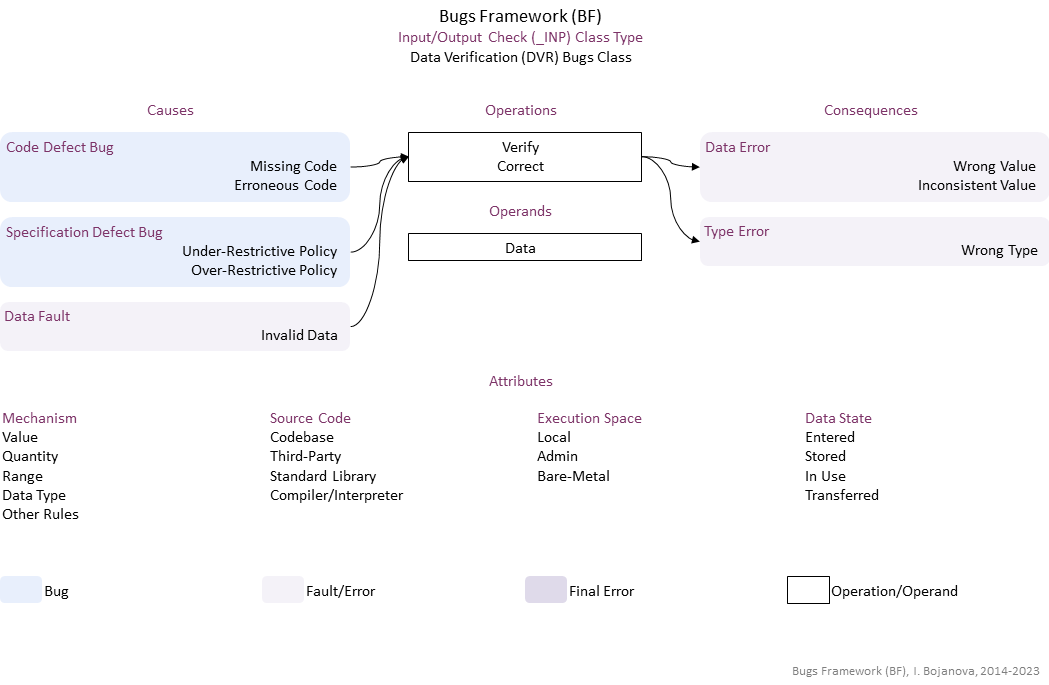 Bugs Framework (BF)
Input/Output Check (_INP) Class Type
Data Verification (DVR) Bugs Class
Causes
Code Defect Bug
Missing Code
Erroneous Code
Specification Defect Bug
Under-Restrictive Policy
Over-Restrictive Policy
Data Fault
Invalid Data
Operations
Verify
Correct
Operands
Data
Consequences
Data Error
Wrong Value
Inconsistent Value
Type Error
Wrong Type
Attributes
Mechanism
Value
Quantity
Range
Data Type
Other Rules
Source Code
Codebase
Third-Party
Standard Library
Compiler/Interpreter
Execution Space
Local
Admin
Bare-Metal
Data State
Entered
Stored
In Use
Transferred
Bug
Fault/Error
Final Error
Operation/Operand
Bugs Framework (BF), I. Bojanova, 2014-2023